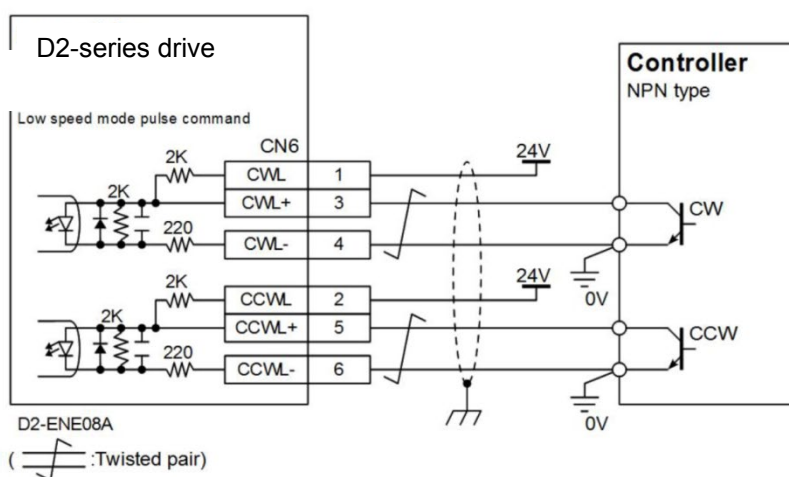 D2-series drive
Controller
NPN type
Low speed mode pulse command
CN6
2K
24V
CWL 1
2K
CWL+ 3
CW
220
CWL- 4
0V
2K
24V
CCWL 2
2K
CCWL+ 5
CCW
220
CCWL- 6
0V
D2-ENE08A
( :Twisted pair)